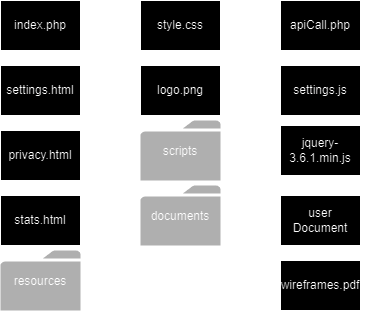 index.php
style.css
apiCall.php
settings.html
logo.png
settings.js
privacy.html
scripts
jquery-
3.6.1.min.js
stats.html
documents
user
Document
resources
wireframes.pdf